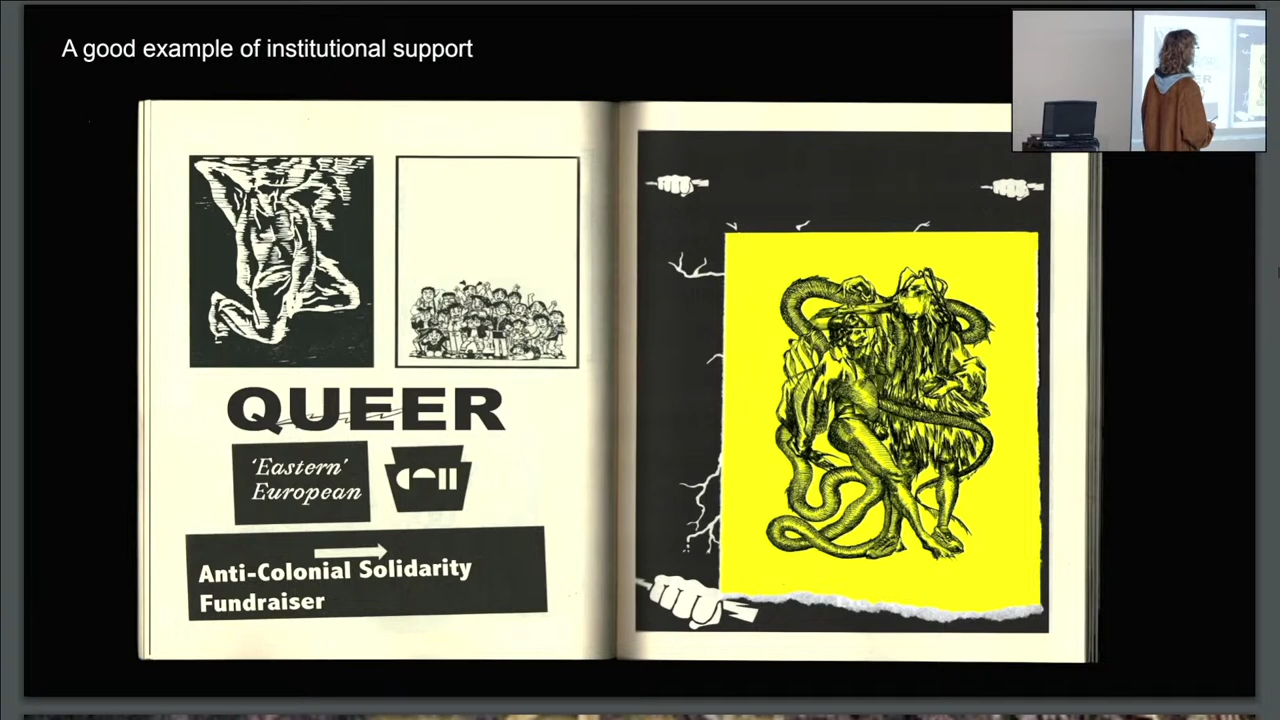 A good example of institutional support
QUEER
'Eastern'
European
Anti-Colonial Solidarity
Fundraiser